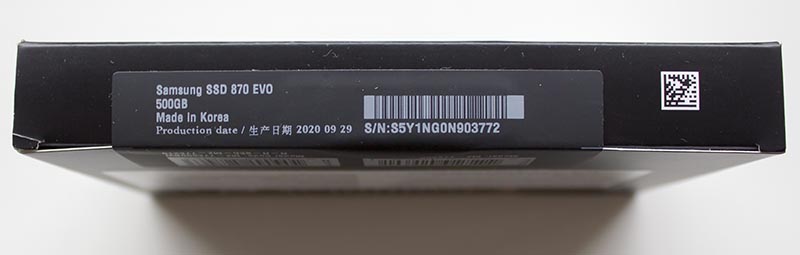 Samsung SSD 870 EVO
500GB
Made in Korea
Production date / 生产日期 2020 09 29
S/N:S5Y1NG0N903772